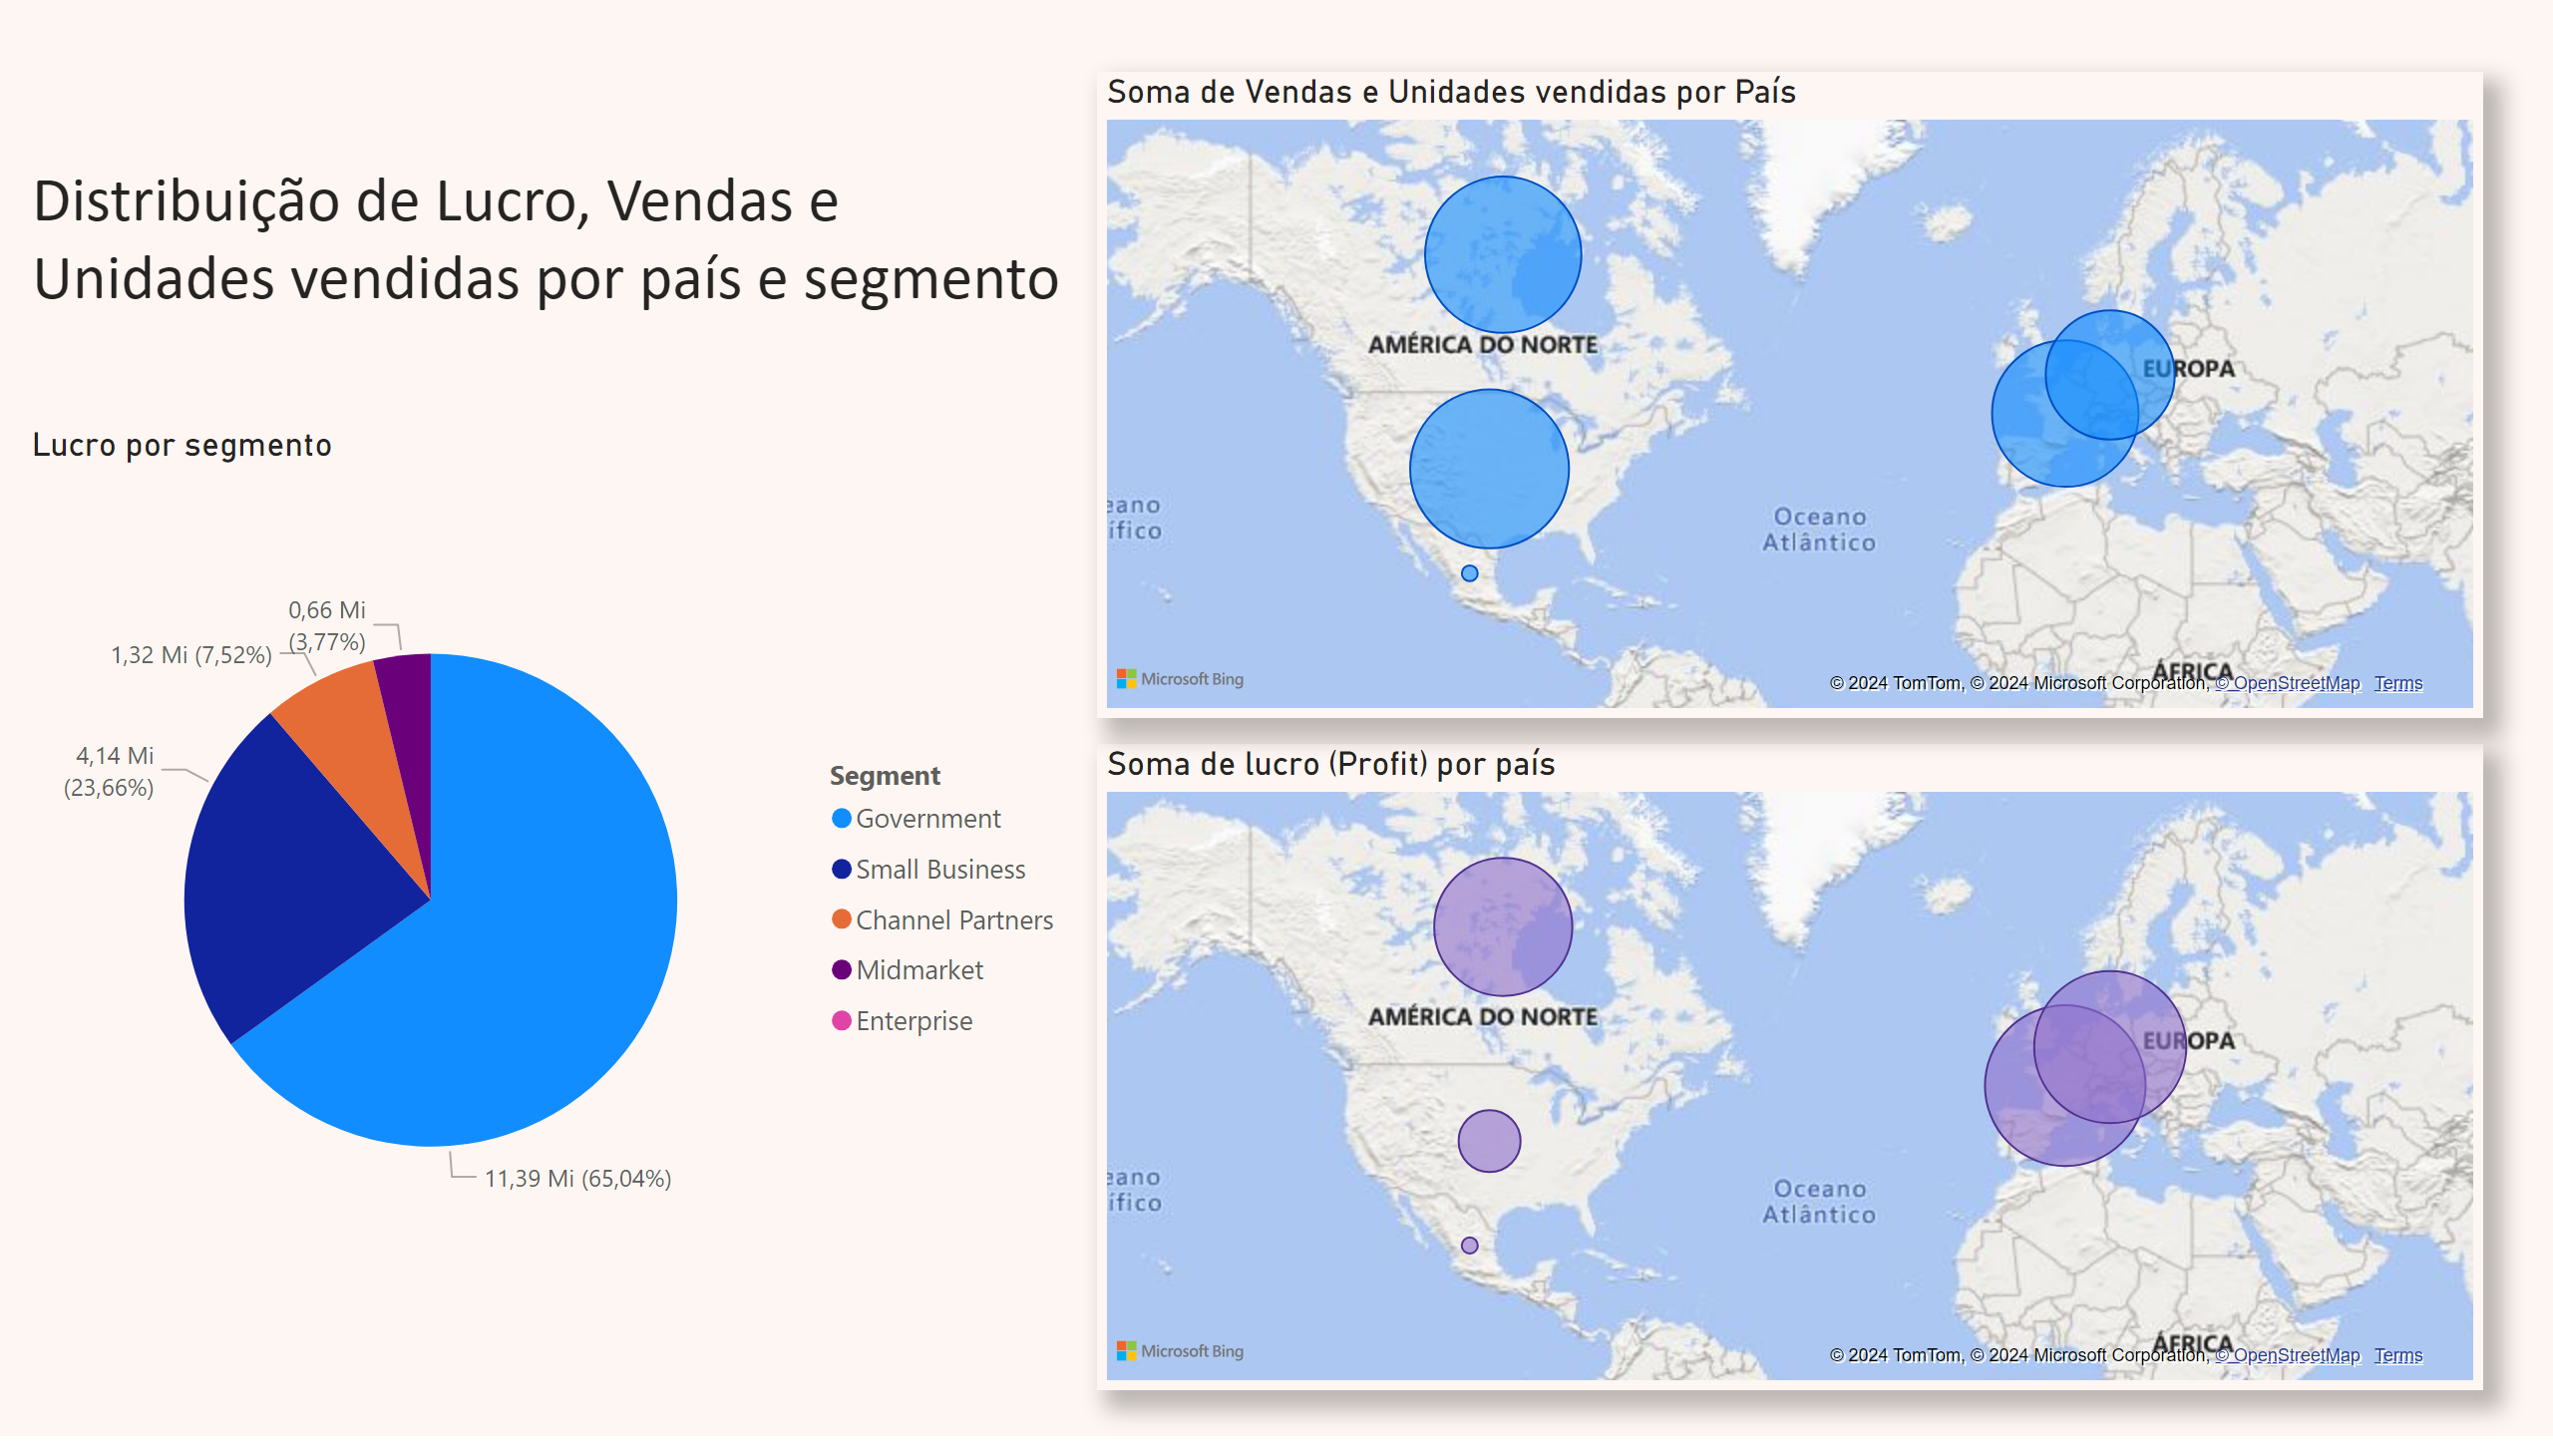 Distribuição de Lucro, Vendas e
Unidades vendidas por país e segmento
Lucro por segmento
0,66 Mi
(3,77%)
1,32 Mi (7,52%)
4,14 Mi
(23,66%)
11,39 Mi (65,04%)
Segment
Government
Small Business
Channel Partners
Midmarket
Enterprise
Soma de Vendas e Unidades vendidas por País
AMÉRICA DO NORTE
EUROPA
eano
ífico
Oceano
Atlântico
ÁFRICA
Microsoft Bing
© 2024 TomTom, © 2024 Microsoft Corporation, © OpenStreetMap Terms
Soma de lucro (Profit) por país
AMÉRICA DO NORTE
EUROPA
eano
ífico
Oceano
Atlântico
ÁFRICA
Microsoft Bing
© 2024 TomTom, © 2024 Microsoft Corporation, © OpenStreetMap Terms